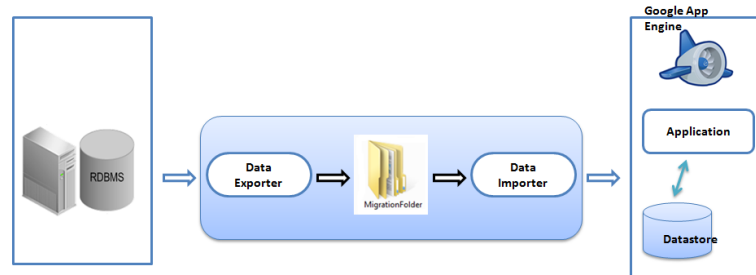 Google App
Engine
RDBMS
Data
Exporter
MigrationFolder
Data
Importer
Application
Datastore